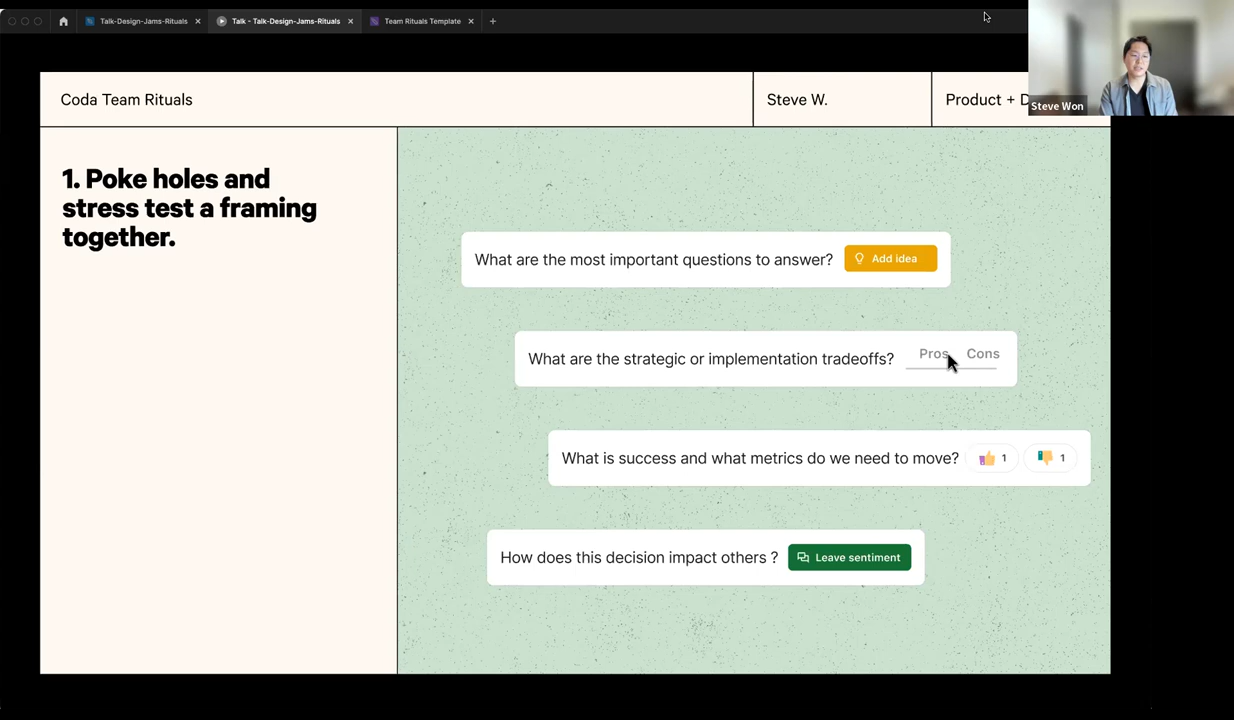 Talk-Design-Jams-Rituals
Talk - Talk-Design-Jams-Rituals
Team Rituals Template
Coda Team Rituals
Steve W.
Product + D
Steve Won
1. Poke holes and
stress test a framing
together.
What are the most important questions to answer?
Add idea
What are the strategic or implementation tradeoffs?
Pros
Cons
What is success and what metrics do we need to move?
1
1
How does this decision impact others ?
Leave sentiment